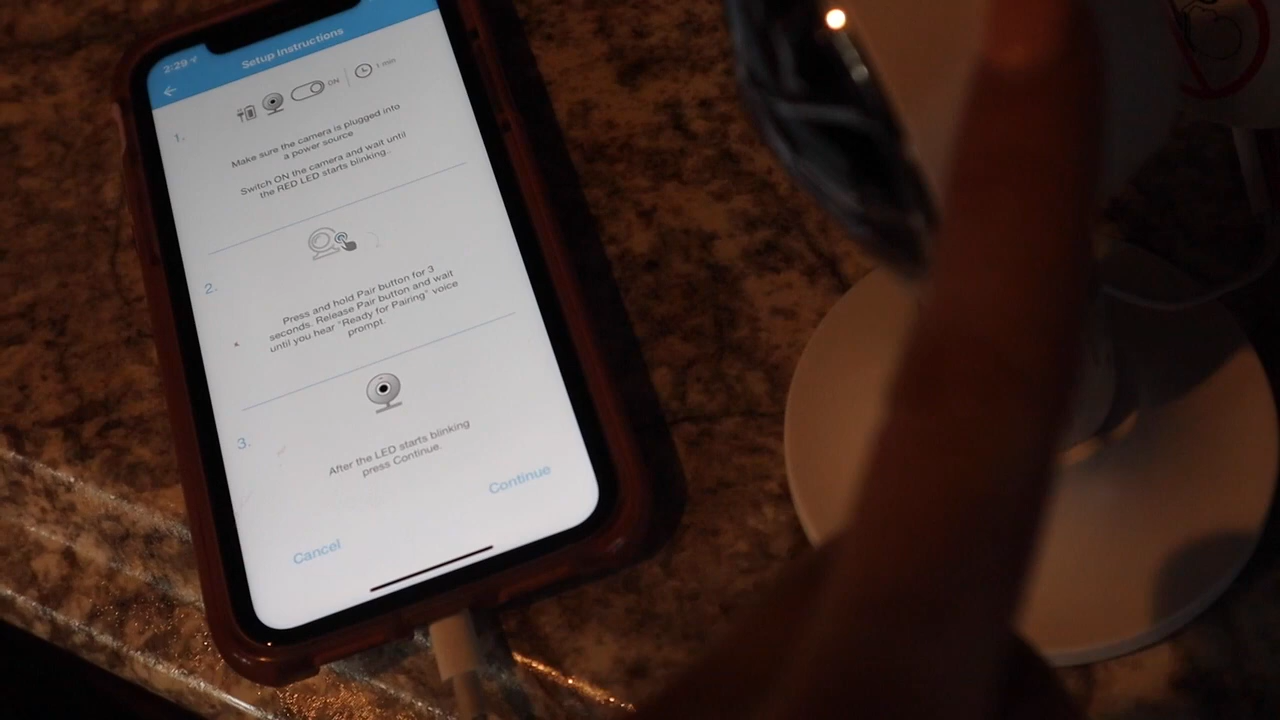 2:29
Setup Instructions
ON
1 min
1.
Make sure the camera is plugged into
a power source
Switch ON the camera and wait until
the RED LED starts blinking.
2.
Press and hold Pair button for 3
seconds. Release Pair button and wait
until you hear "Ready for Pairing" voice
prompt.
3.
After the LED starts blinking
press Continue.
Continue
Cancel